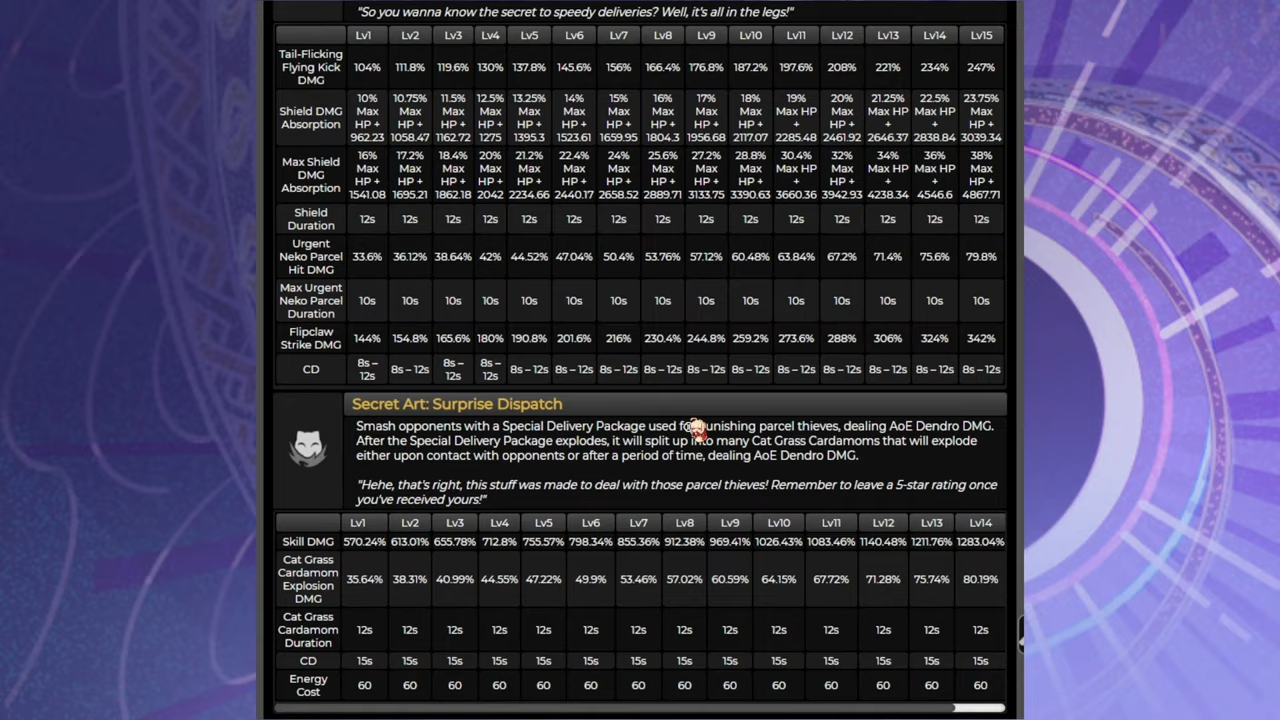 "So you wanna know the secret to speedy deliveries? Well, it's all in the legs!"
Lv1 Lv2 Lv3 Lv4 Lv5 Lv6 Lv7 Lv8 Lv9 Lv10 Lv11 Lv12 Lv13 Lv14 Lv15
Tail-Flicking
Flying Kick
DMG
104% 111.8% 119.6% 130% 137.8% 145.6% 156% 166.4% 176.8% 187.2% 197.6% 208% 221% 234% 247%
Shield DMG
Absorption
10% 10.75% 11.5% 12.5% 13.25% 14% 15% 16% 17% 18% 19% 20% 21.25% 22.5% 23.75%
Max Max Max Max Max Max Max Max Max Max Max HP Max Max HP Max HP Max HP
HP + HP + HP + HP + HP + HP + HP + HP + HP + HP + + HP + + + +
962.23 1058.47 1162.72 1275 1395.3 1523.61 1659.95 1804.3 1956.68 2117.07 2285.48 2461.92 2646.37 2838.84 3039.34
Max Shield
DMG
Absorption
16% 17.2% 18.4% 20% 21.2% 22.4% 24% 25.6% 27.2% 28.8% 30.4% 32% 34% 36% 38%
Max Max Max Max Max Max Max Max Max Max Max HP Max Max HP Max HP Max HP
HP + HP + HP + HP + HP + HP + HP + HP + HP + HP + + HP + + + +
1541.08 1695.21 1862.18 2042 2234.66 2440.17 2658.52 2889.71 3133.75 3390.63 3660.36 3942.93 4238.34 4546.6 4867.71
Shield
Duration
12s 12s 12s 12s 12s 12s 12s 12s 12s 12s 12s 12s 12s 12s 12s
Urgent
Neko Parcel
Hit DMG
33.6% 36.12% 38.64% 42% 44.52% 47.04% 50.4% 53.76% 57.12% 60.48% 63.84% 67.2% 71.4% 75.6% 79.8%
Max Urgent
Neko Parcel
Duration
10s 10s 10s 10s 10s 10s 10s 10s 10s 10s 10s 10s 10s 10s 10s
Flipclaw
Strike DMG
144% 154.8% 165.6% 180% 190.8% 201.6% 216% 230.4% 244.8% 259.2% 273.6% 288% 306% 324% 342%
CD
8s – 12s 8s – 12s 8s – 12s 8s – 12s 8s – 12s 8s – 12s 8s – 12s 8s – 12s 8s – 12s 8s – 12s 8s – 12s 8s – 12s 8s – 12s 8s – 12s 8s – 12s
Secret Art: Surprise Dispatch
Smash opponents with a Special Delivery Package used parcel thieves, dealing AoE Dendro DMG.
After the Special Delivery Package explodes, it will split up many Cat Grass Cardamoms that will explode
either upon contact with opponents or after a period of time, dealing AoE Dendro DMG.
"Hehe, that's right, this stuff was made to deal with those parcel thieves! Remember to leave a 5-star rating once
you've received yours!"
Lv1 Lv2 Lv3 Lv4 Lv5 Lv6 Lv7 Lv8 Lv9 Lv10 Lv11 Lv12 Lv13 Lv14
Skill DMG 570.24% 613.01% 655.78% 712.8% 755.57% 798.34% 855.36% 912.38% 969.41% 1026.43% 1083.46% 1140.48% 1211.76% 1283.04%
Cat Grass
Cardamom
Explosion
DMG
35.64% 38.31% 40.99% 44.55% 47.22% 49.9% 53.46% 57.02% 60.59% 64.15% 67.72% 71.28% 75.74% 80.19%
Cat Grass
Cardamom
Duration
12s 12s 12s 12s 12s 12s 12s 12s 12s 12s 12s 12s 12s 12s
CD 15s 15s 15s 15s 15s 15s 15s 15s 15s 15s 15s 15s 15s 15s
Energy
Cost
60 60 60 60 60 60 60 60 60 60 60 60 60 60